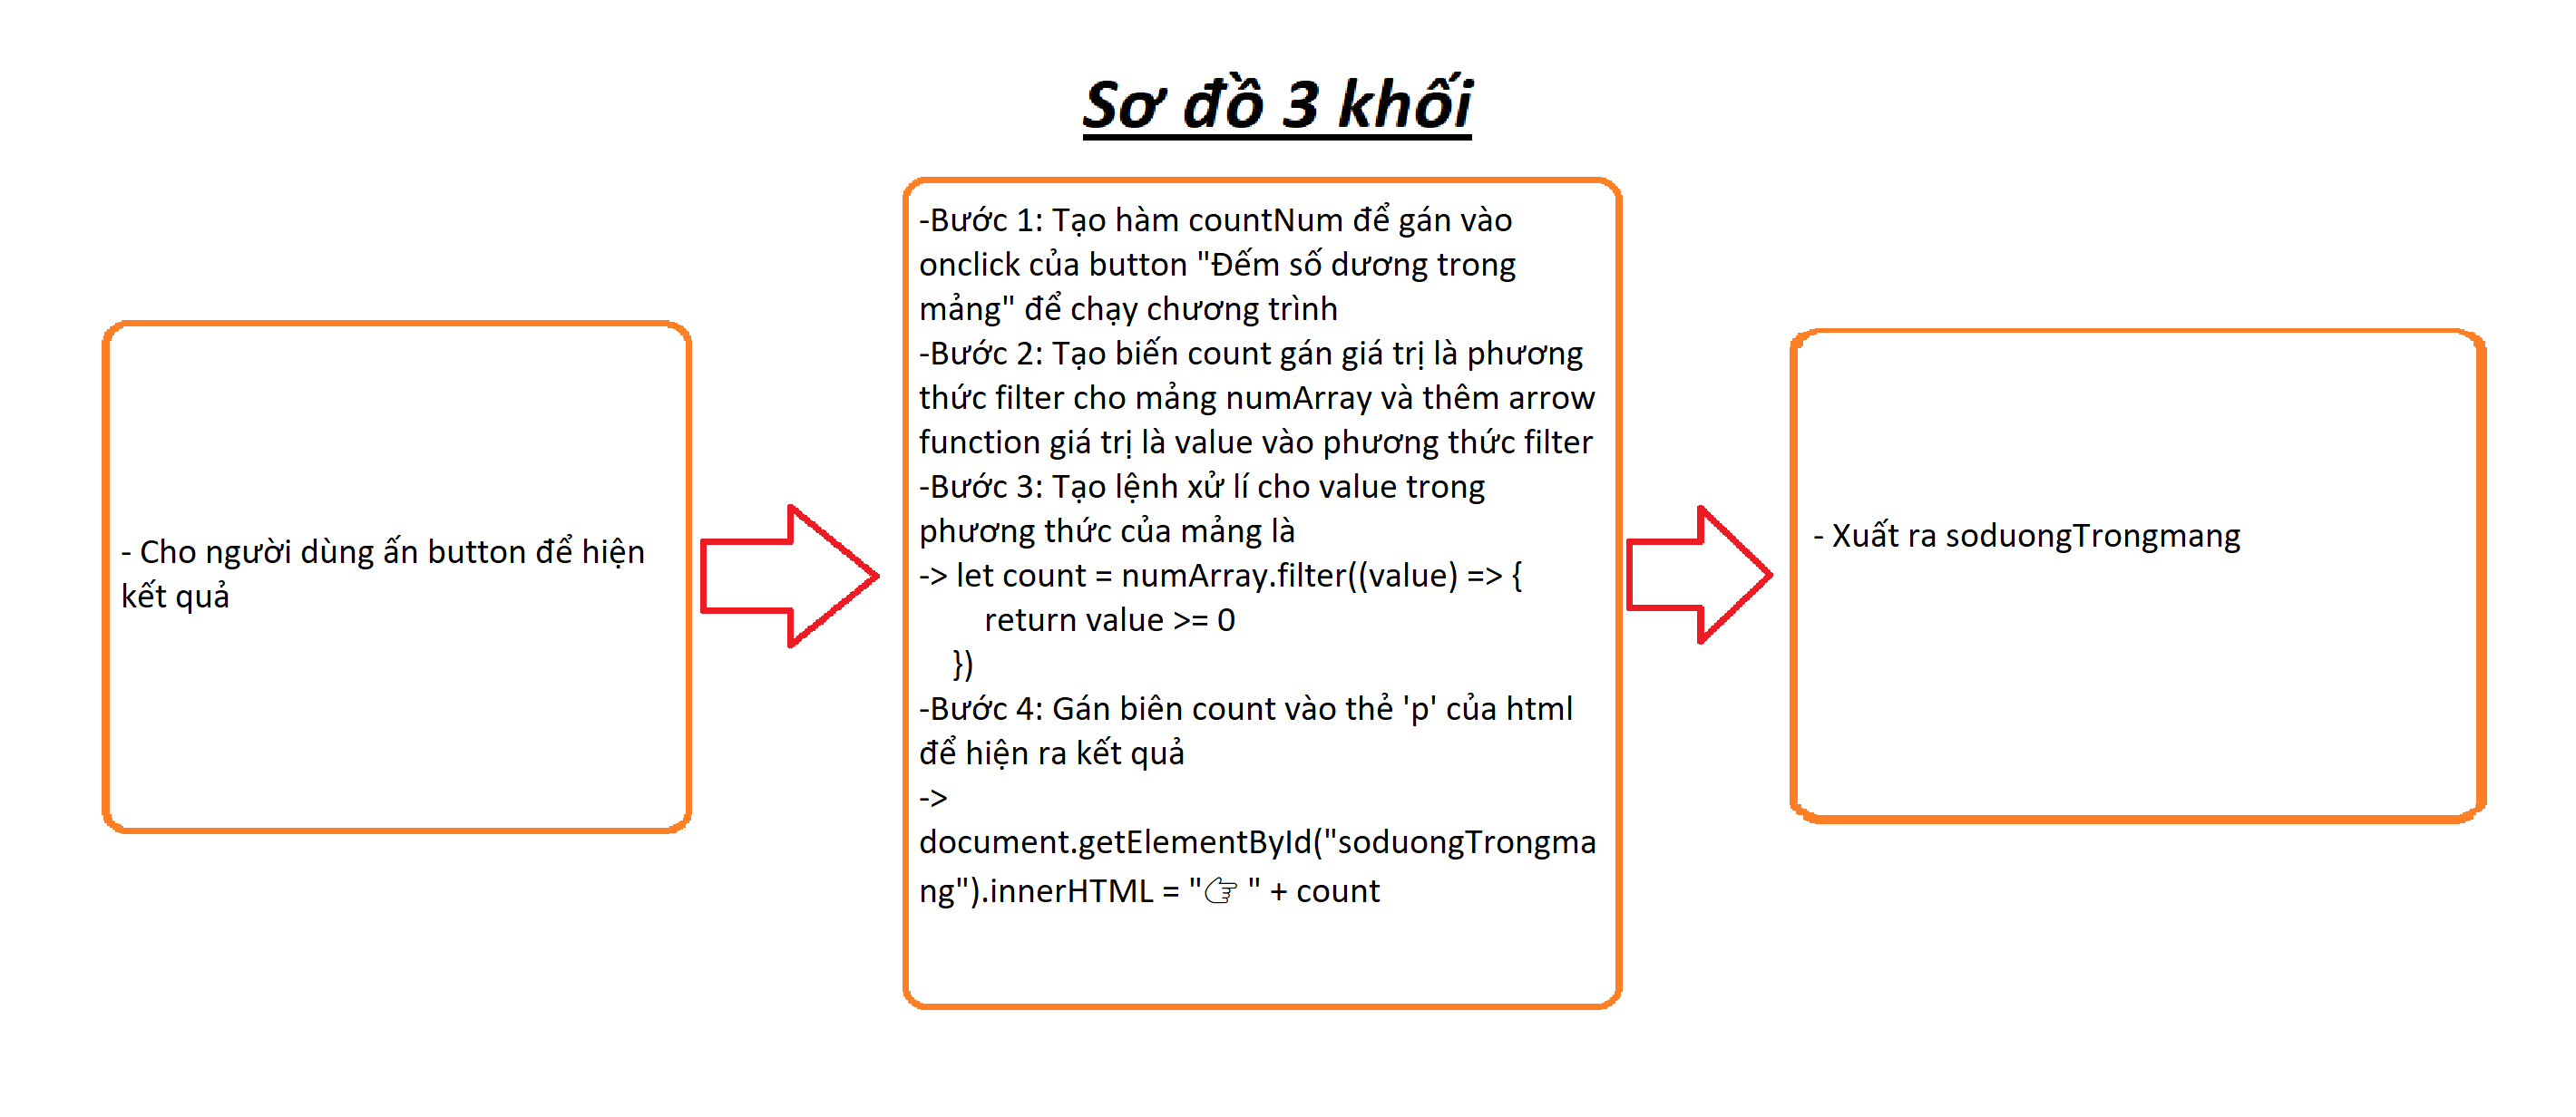 Sơ đồ 3 khối
- Cho người dùng ấn button để hiện
kết quả
-Bước 1: Tạo hàm countNum để gán vào
onclick của button "Đếm số dương trong
mảng" để chạy chương trình
-Bước 2: Tạo biến count gán giá trị là phương
thức filter cho mảng numArray và thêm arrow
function giá trị là value vào phương thức filter
-Bước 3: Tạo lệnh xử lí cho value trong
phương thức của mảng là
-> let count = numArray.filter((value) => {
return value >= 0
})
-Bước 4: Gán biên count vào thẻ 'p' của html
để hiện ra kết quả
->
document.getElementById("soduongTrongma
ng").innerHTML = "👉 " + count
- Xuất ra soduongTrongmang